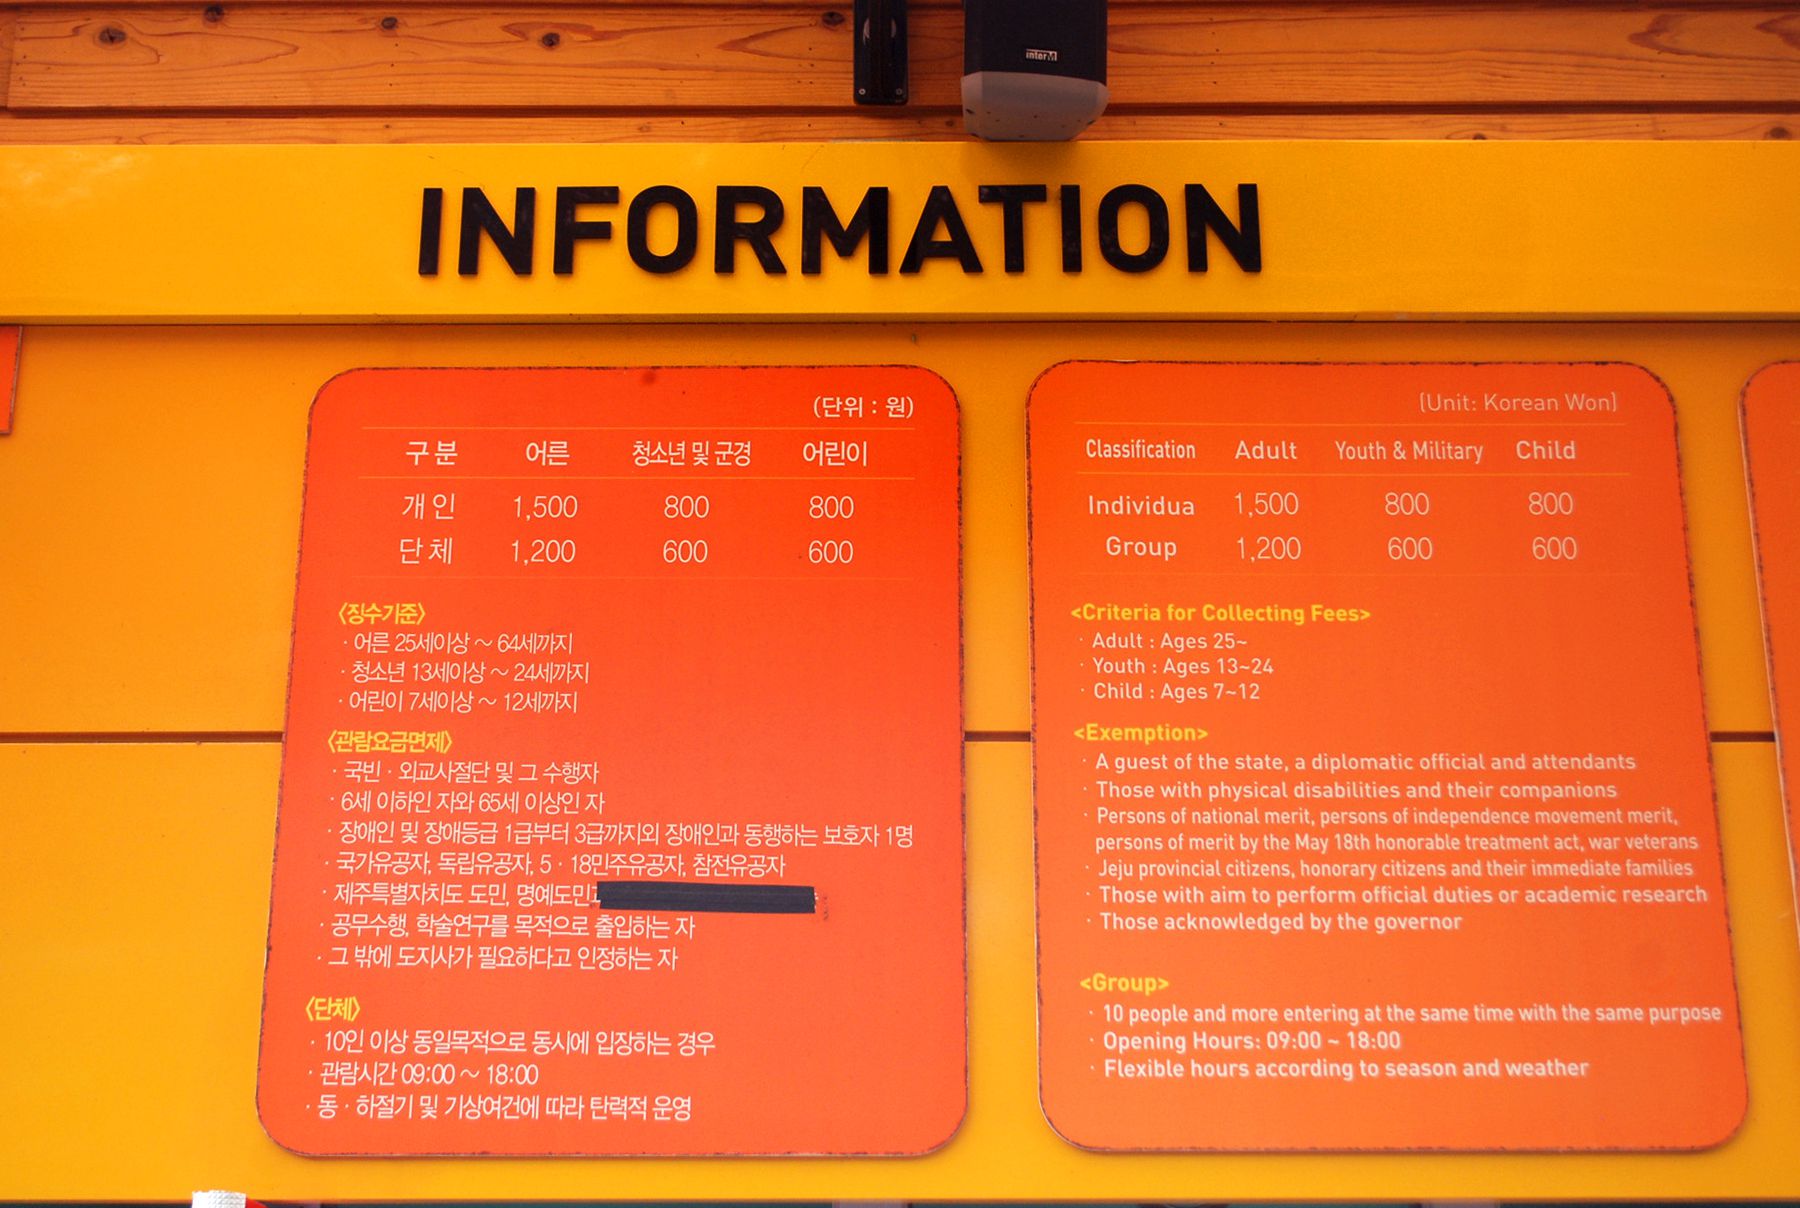 interM
INFORMATION
(단위 : 원)
구 분 어른 청소년 및 군경 어린이
개 인 1,500 800 800
단 체 1,200 600 600
<징수기준>
· 어른 25세이상 ~ 64세까지
· 청소년 13세이상 ~ 24세까지
· 어린이 7세이상 ~ 12세까지
<관람요금면제>
· 국빈 · 외교사절단 및 그 수행자
· 6세 이하인 자와 65세 이상인 자
· 장애인 및 장애등급 1급부터 3급까지외 장애인과 동행하는 보호자 1명
· 국가유공자, 독립유공자, 5 · 18민주유공자, 참전유공자
· 제주특별자치도 도민, 명예도민
· 공무수행, 학술연구를 목적으로 출입하는 자
· 그 밖에 도지사가 필요하다고 인정하는 자
<단체>
· 10인 이상 동일목적으로 동시에 입장하는 경우
· 관람시간 09:00 ~ 18:00
· 동 · 하절기 및 기상여건에 따라 탄력적 운영
(Unit: Korean Won)
Classification Adult Youth & Military Child
Individua 1,500 800 800
Group 1,200 600 600
<Criteria for Collecting Fees>
· Adult : Ages 25~
· Youth : Ages 13~24
· Child : Ages 7~12
<Exemption>
· A guest of the state, a diplomatic official and attendants
· Those with physical disabilities and their companions
· Persons of national merit, persons of independence movement merit,
persons of merit by the May 18th honorable treatment act, war veterans
· Jeju provincial citizens, honorary citizens and their immediate families
· Those with aim to perform official duties or academic research
· Those acknowledged by the governor
<Group>
· 10 people and more entering at the same time with the same purpose
· Opening Hours: 09:00 ~ 18:00
· Flexible hours according to season and weather